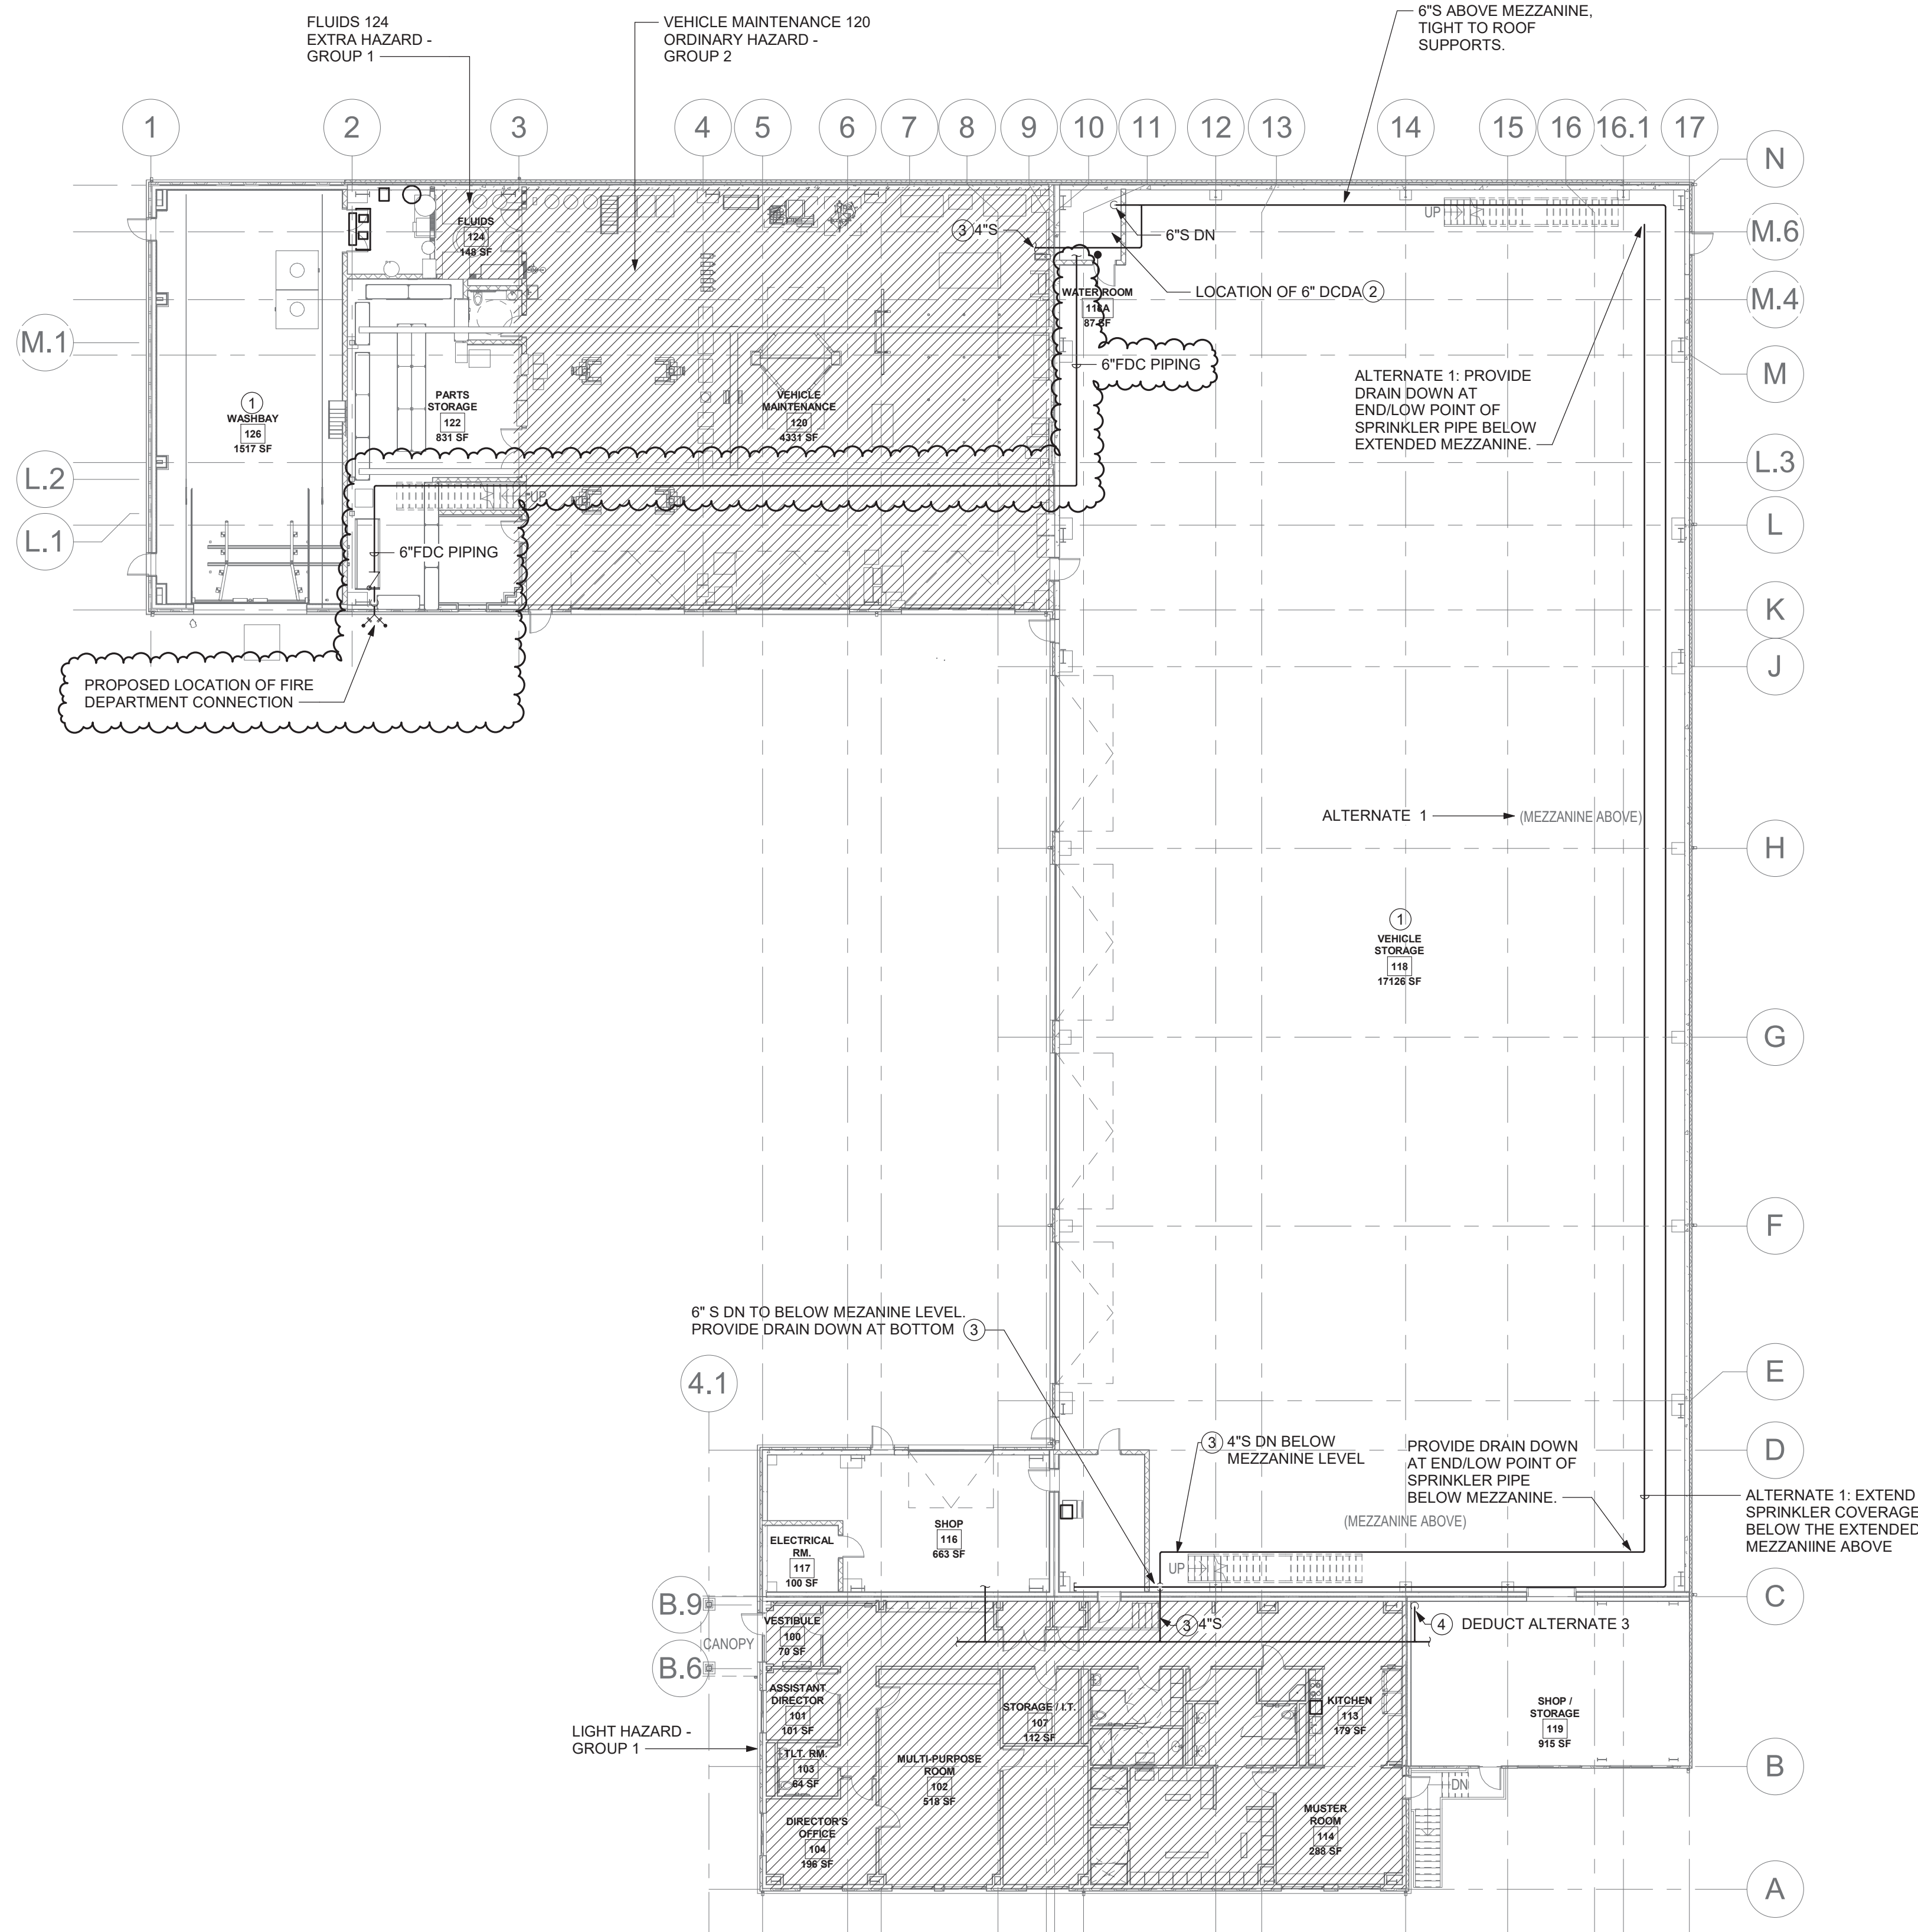 FLUIDS 124
EXTRA HAZARD -
GROUP 1
VEHICLE MAINTENANCE 120
ORDINARY HAZARD -
GROUP 2
6"S ABOVE MEZZANINE,
TIGHT TO ROOF
SUPPORTS.
1
2
3
4
5
6
7
8
9
10
11
12
13
14
15
16
16.1
17
N
M.6
M.4
M
L.3
L
K
J
H
G
F
E
D
C
B
A
M.1
L.2
L.1
4.1
B.9
B.6
FLUIDS
124
148 SF
3 4"S
6"S DN
UP
LOCATION OF 6" DCDA 2
WATER ROOM
118A
87 SF
6"FDC PIPING
ALTERNATE 1: PROVIDE
DRAIN DOWN AT
END/LOW POINT OF
SPRINKLER PIPE BELOW
EXTENDED MEZZANINE.
1
WASHBAY
126
1517 SF
PARTS
STORAGE
122
831 SF
VEHICLE
MAINTENANCE
120
4331 SF
UP
6"FDC PIPING
PROPOSED LOCATION OF FIRE
DEPARTMENT CONNECTION
ALTERNATE 1
(MEZZANINE ABOVE)
1
VEHICLE
STORAGE
118
17126 SF
6" S DN TO BELOW MEZANINE LEVEL.
PROVIDE DRAIN DOWN AT BOTTOM 3
3 4"S DN BELOW
MEZZANINE LEVEL
PROVIDE DRAIN DOWN
AT END/LOW POINT OF
SPRINKLER PIPE
BELOW MEZZANINE.
(MEZZANINE ABOVE)
ALTERNATE 1: EXTEND
SPRINKLER COVERAGE
BELOW THE EXTENDED
MEZZANIINE ABOVE
SHOP
116
663 SF
ELECTRICAL
RM.
117
100 SF
UP
VESTIBULE
100
70 SF
CANOPY
3 4"S
4 DEDUCT ALTERNATE 3
ASSISTANT
DIRECTOR
101
101 SF
STORAGE / I.T.
107
112 SF
KITCHEN
113
179 SF
SHOP /
STORAGE
119
915 SF
LIGHT HAZARD -
GROUP 1
TLT. RM.
103
64 SF
MULTI-PURPOSE
ROOM
102
518 SF
DN
DIRECTOR'S
OFFICE
104
196 SF
MUSTER
ROOM
114
288 SF